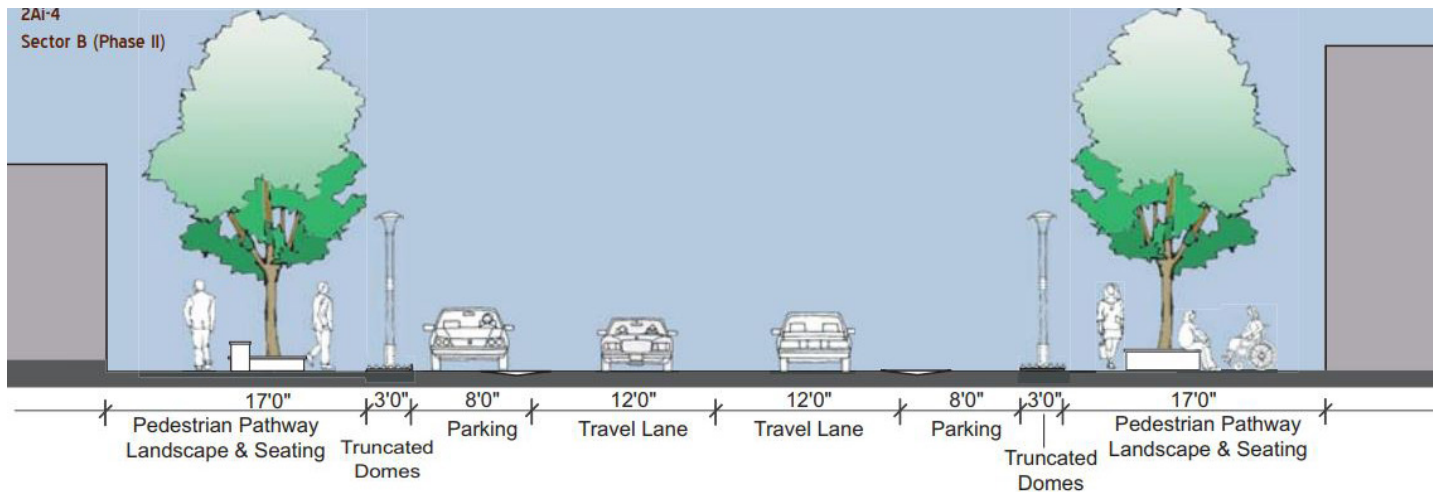 2Ai-4
Sector B (Phase II)
17'0" 3'0" 8'0" 12'0" 12'0" 8'0" 3'0" 17'0"
Pedestrian Pathway
Landscape & Seating
Truncated
Domes
Parking
Travel Lane
Travel Lane
Parking
Truncated
Domes
Pedestrian Pathway
Landscape & Seating